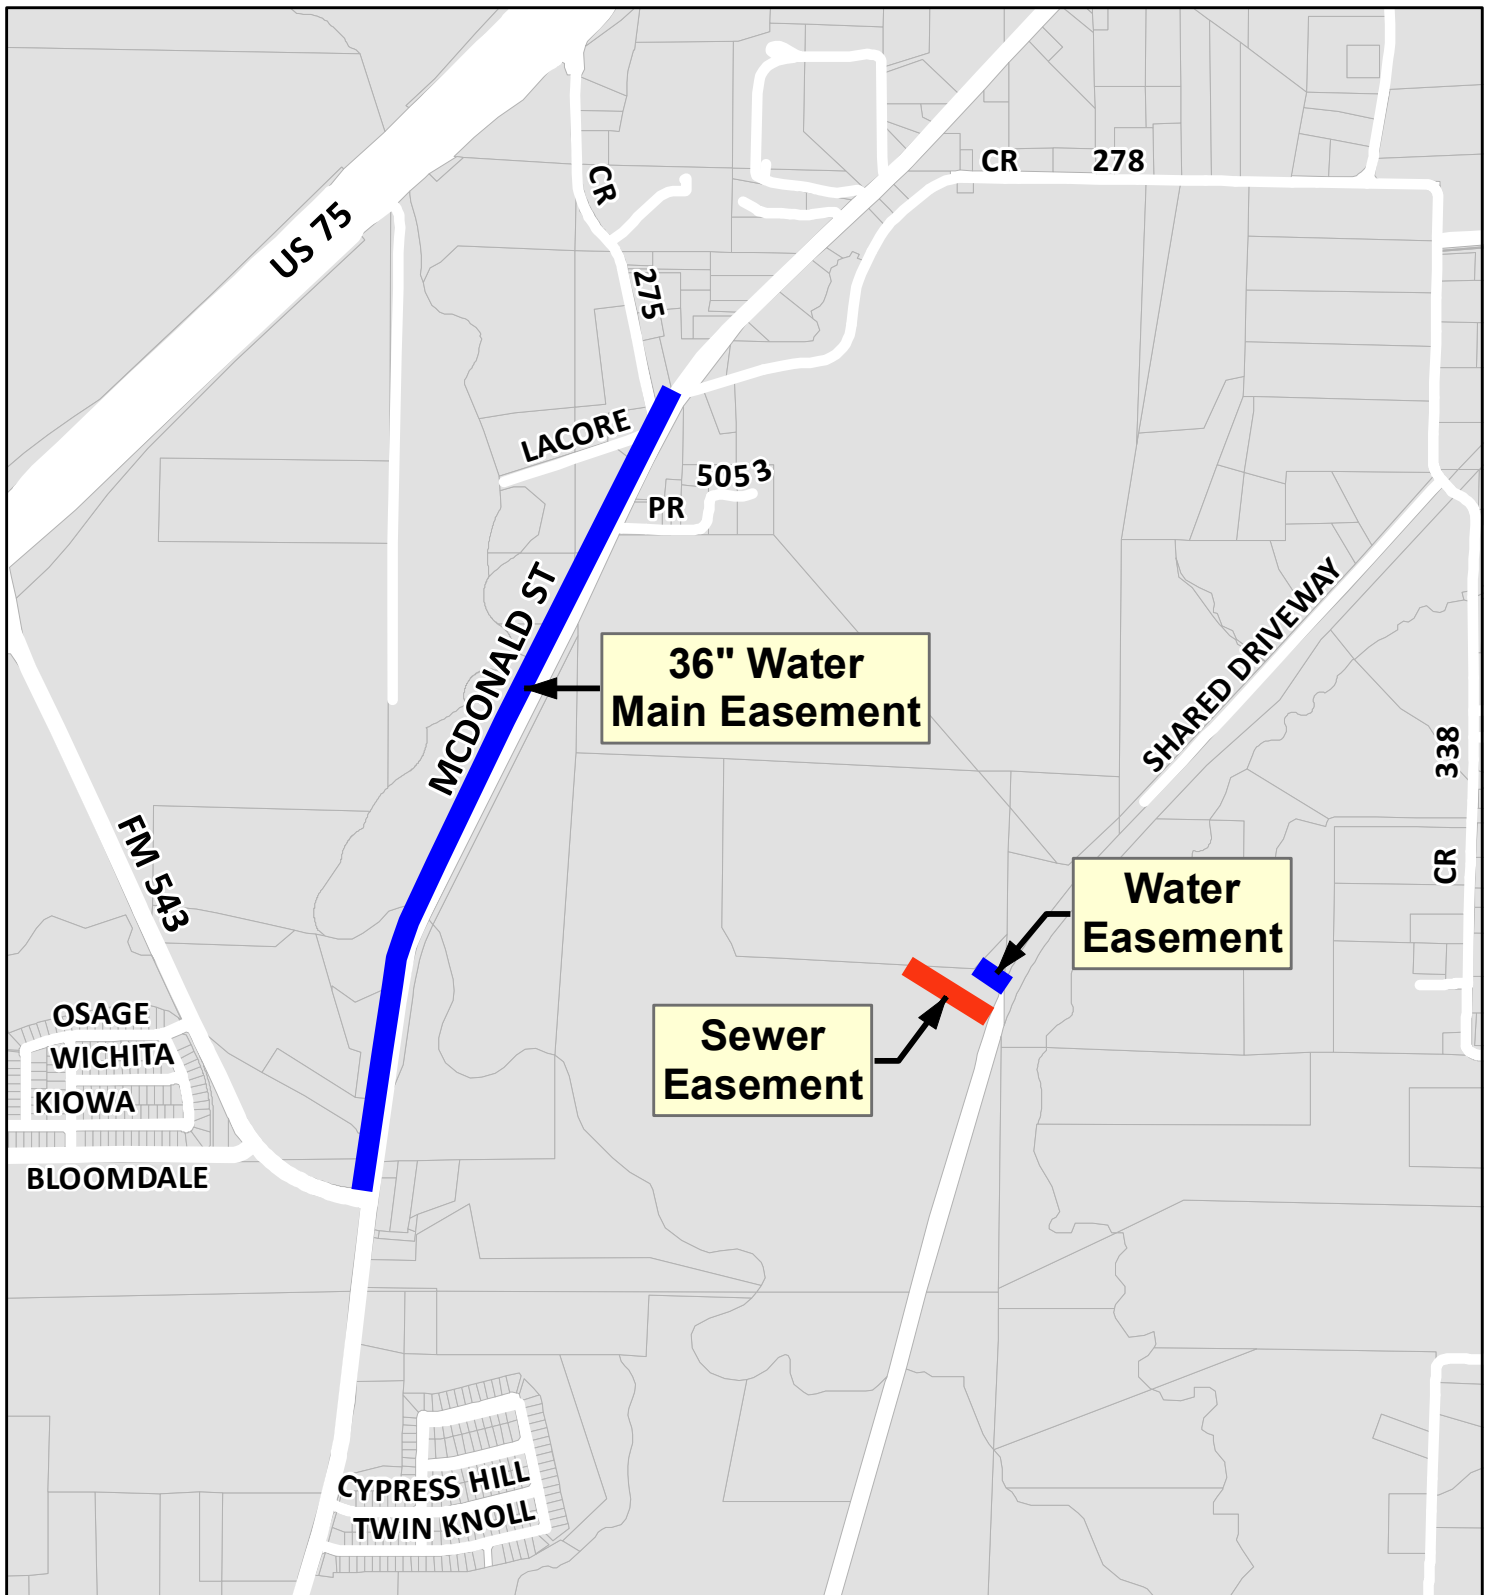 CR 278
CR 275
US 75
LACORE
PR 5053
MCDONALD ST
SHARED DRIVEWAY
36" Water
Main Easement
CR 338
FM 543
Water
Easement
Sewer
Easement
OSAGE
WICHITA
KIOWA
BLOOMDALE
CYPRESS HILL
TWIN KNOLL